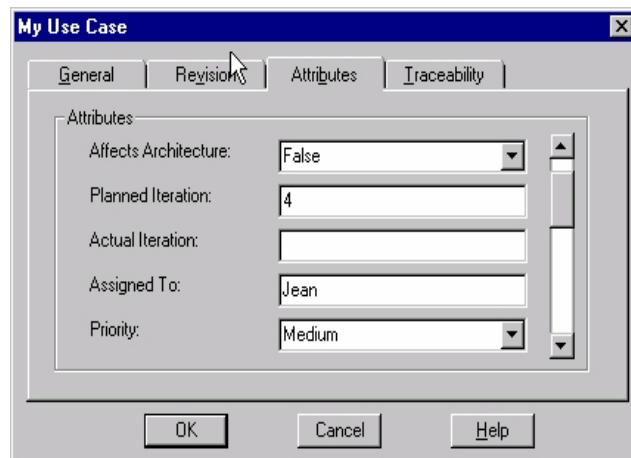 My Use Case
General Revision Attributes Traceability
Attributes
Affects Architecture: False
Planned Iteration: 4
Actual Iteration:
Assigned To: Jean
Priority: Medium
OK Cancel Help